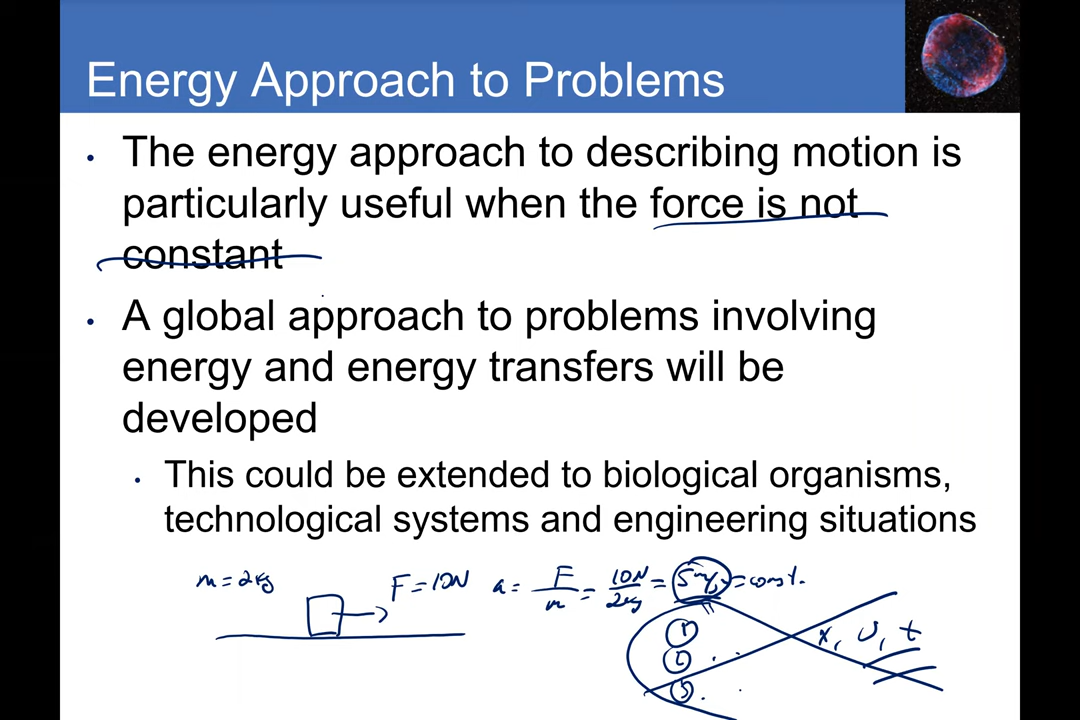 Energy Approach to Problems
• The energy approach to describing motion is
particularly useful when the force is not
constant
• A global approach to problems involving
energy and energy transfers will be
developed
• This could be extended to biological organisms,
technological systems and engineering situations
m = 2kg F = 10N a = F/m = 10N/2kg = 5 = const.
① x, v, t
②
③